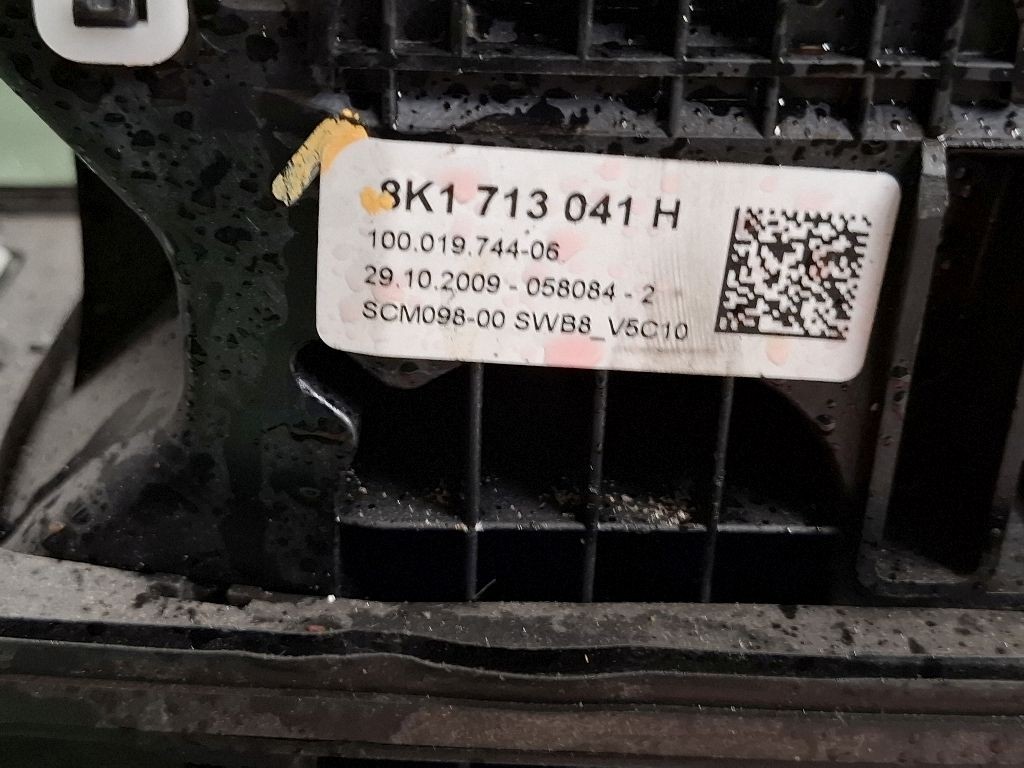 8K1 713 041 H
100.019.744-06
29.10.2009 - 058084 - 2
SCM098-00 SWB8_V5C10